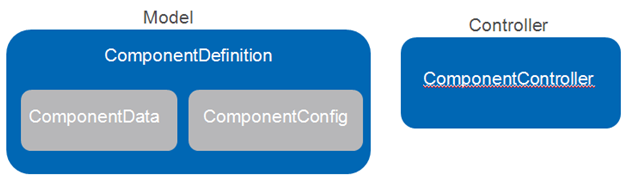 Model
Controller
ComponentDefinition
ComponentController
ComponentData
ComponentConfig